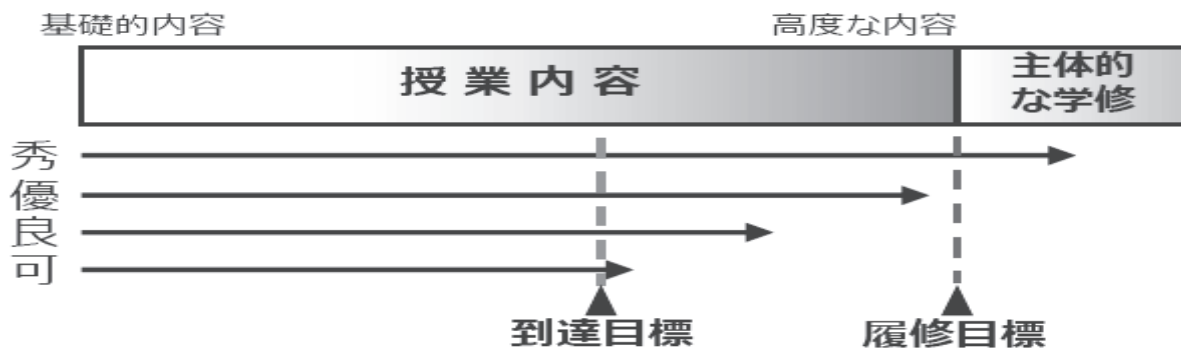 基礎的内容
高度な内容
授業内容
主体的
な学修
秀
優
良
可
到達目標
履修目標